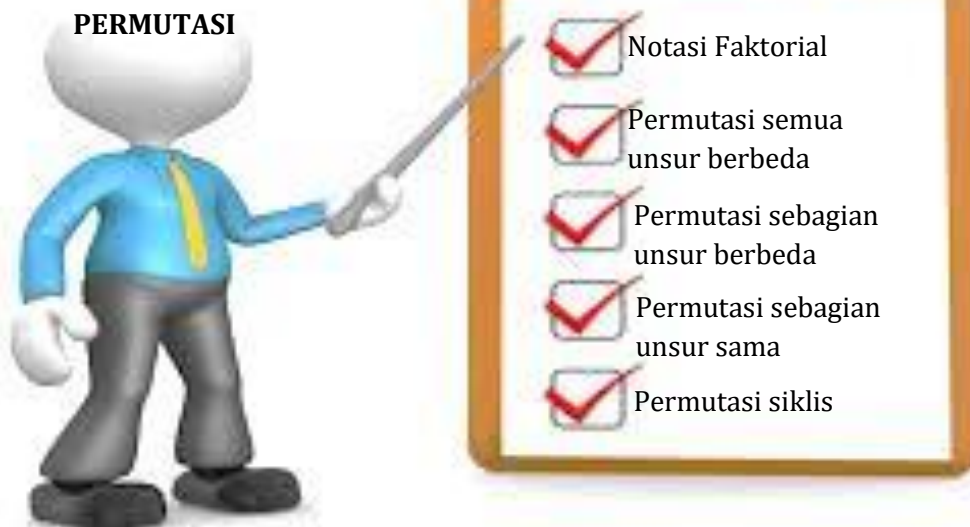 PERMUTASI
Notasi Faktorial
Permutasi semua
unsur berbeda
Permutasi sebagian
unsur berbeda
Permutasi sebagian
unsur sama
Permutasi siklis